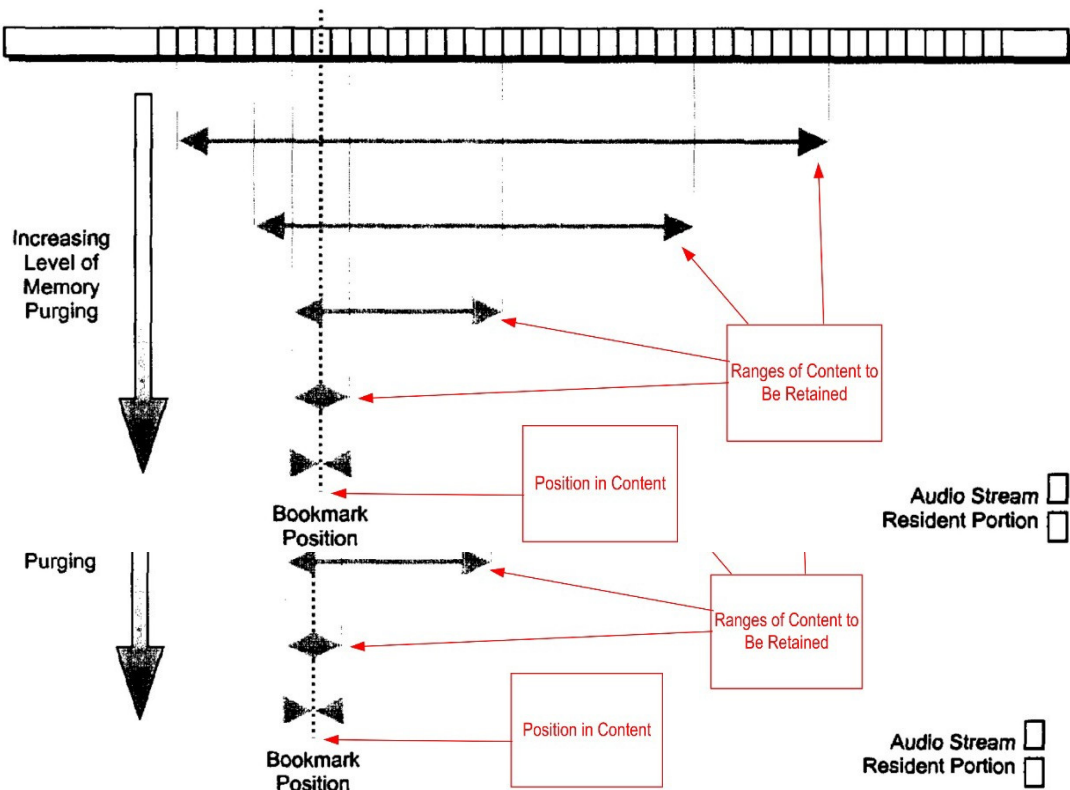 Increasing
Level of
Memory
Purging
Ranges of Content to
Be Retained
Position in Content
Bookmark
Position
Audio Stream
Resident Portion
Purging
Ranges of Content to
Be Retained
Position in Content
Bookmark
Position
Audio Stream
Resident Portion